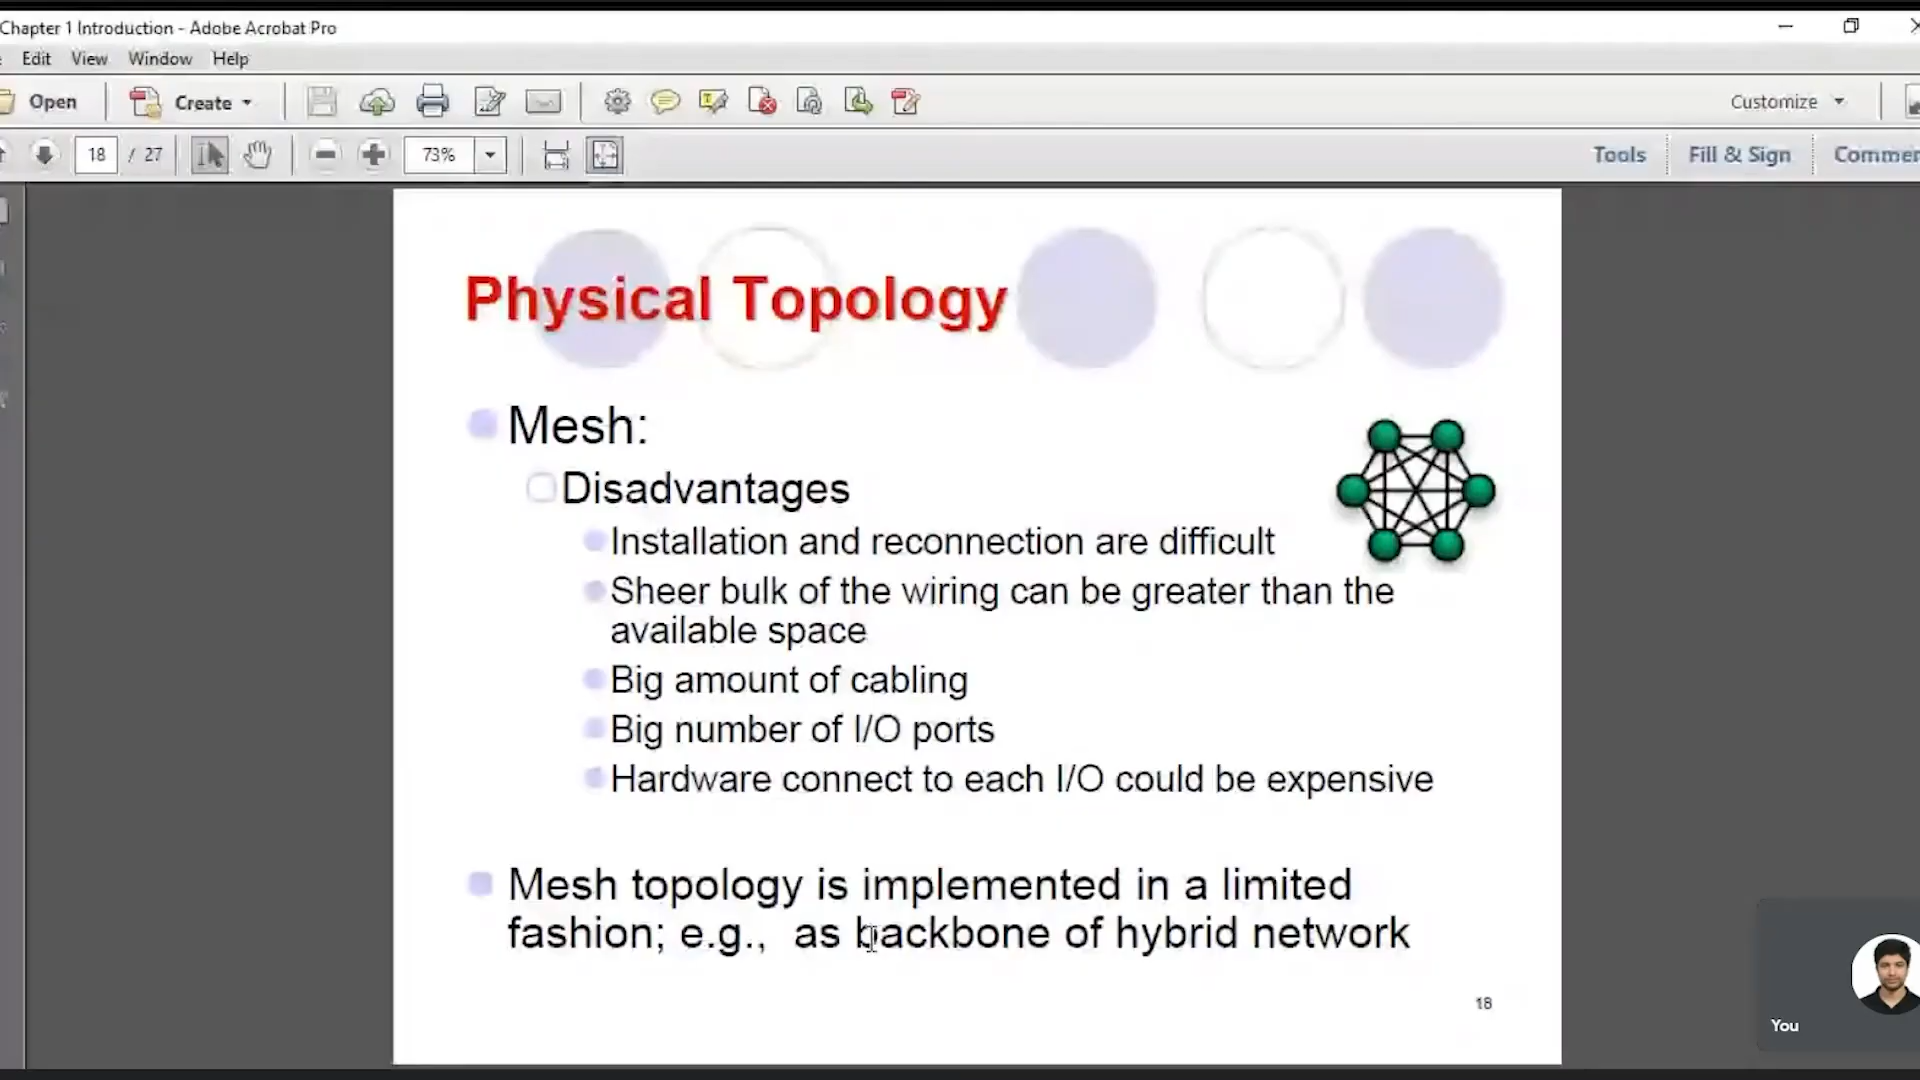 Chapter 1 Introduction - Adobe Acrobat Pro
Edit View Window Help
Open Create Customize
18 / 27 73% Tools Fill & Sign
Physical Topology
Mesh:
Disadvantages
Installation and reconnection are difficult
Sheer bulk of the wiring can be greater than the
available space
Big amount of cabling
Big number of I/O ports
Hardware connect to each I/O could be expensive
Mesh topology is implemented in a limited
fashion; e.g., as backbone of hybrid network
18
You